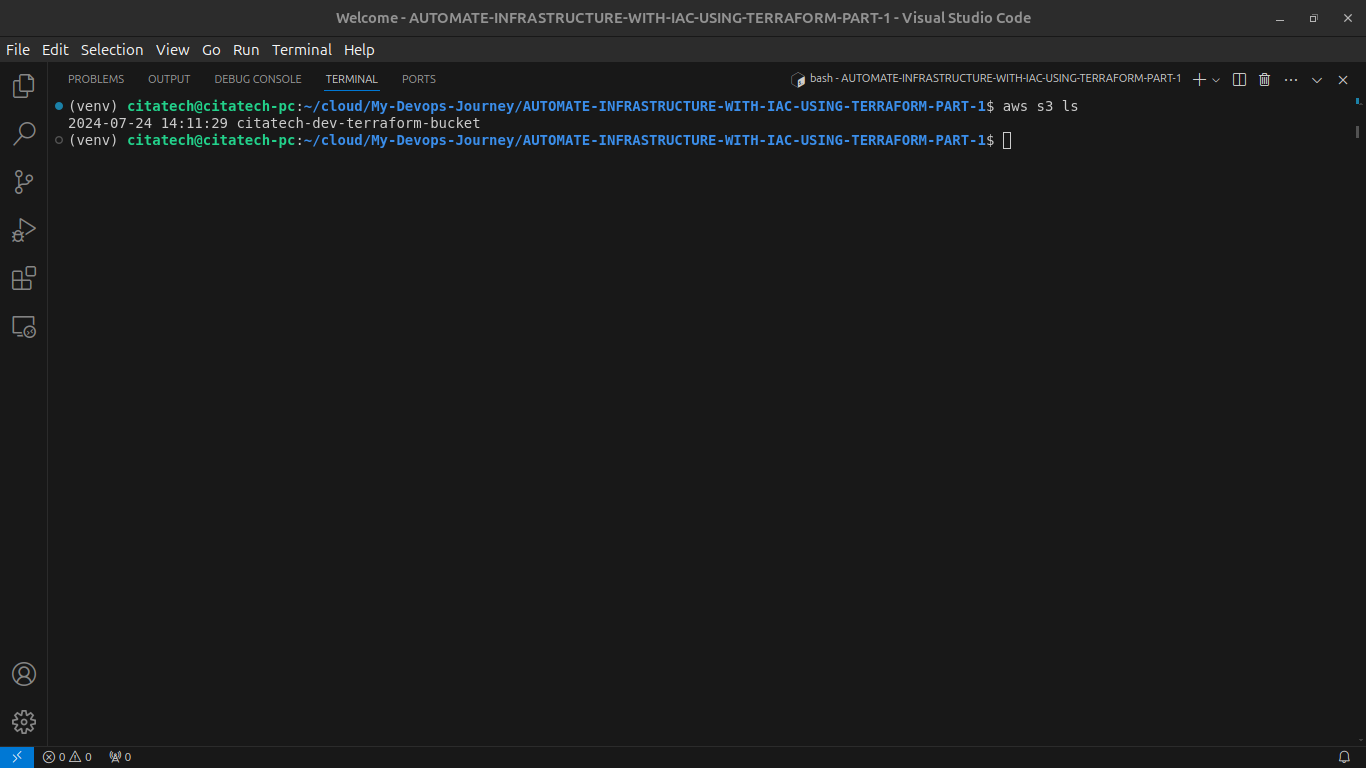 Welcome - AUTOMATE-INFRASTRUCTURE-WITH-IAC-USING-TERRAFORM-PART-1 - Visual Studio Code
File Edit Selection View Go Run Terminal Help
PROBLEMS OUTPUT DEBUG CONSOLE TERMINAL PORTS bash - AUTOMATE-INFRASTRUCTURE-WITH-IAC-USING-TERRAFORM-PART-1
(venv) citatech@citatech-pc:~/cloud/My-Devops-Journey/AUTOMATE-INFRASTRUCTURE-WITH-IAC-USING-TERRAFORM-PART-1$ aws s3 ls
2024-07-24 14:11:29 citatech-dev-terraform-bucket
(venv) citatech@citatech-pc:~/cloud/My-Devops-Journey/AUTOMATE-INFRASTRUCTURE-WITH-IAC-USING-TERRAFORM-PART-1$
0 0 0